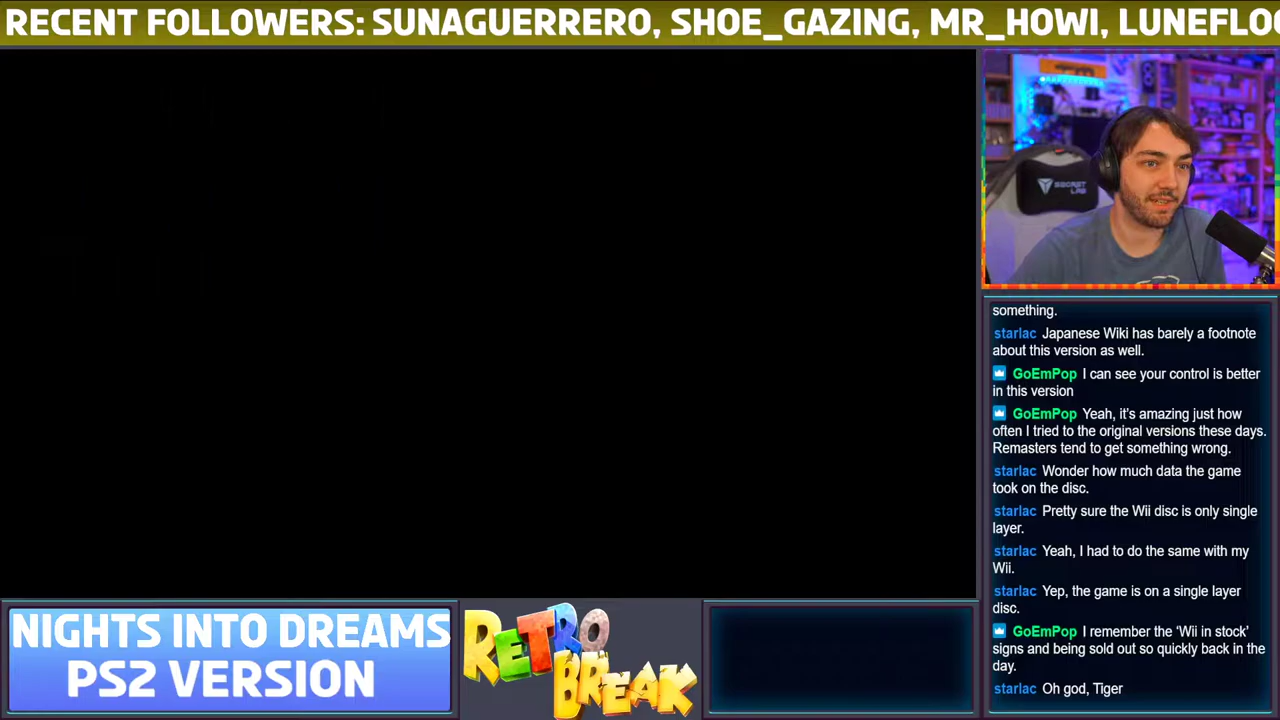 RECENT FOLLOWERS: SUNAGUERRERO, SHOE_GAZING, MR_HOWI, LUNEFLOO
SECRET
LAB
something.
starlac Japanese Wiki has barely a footnote
about this version as well.
GoEmPop I can see your control is better
in this version
GoEmPop Yeah, it's amazing just how
often I tried to the original versions these days.
Remasters tend to get something wrong.
starlac Wonder how much data the game
took on the disc.
starlac Pretty sure the Wii disc is only single
layer.
starlac Yeah, I had to do the same with my
Wii.
starlac Yep, the game is on a single layer
disc.
GoEmPop I remember the ‘Wii in stock’
signs and being sold out so quickly back in the
day.
starlac Oh god, Tiger
NIGHTS INTO DREAMS
PS2 VERSION
RETRO
BREAK